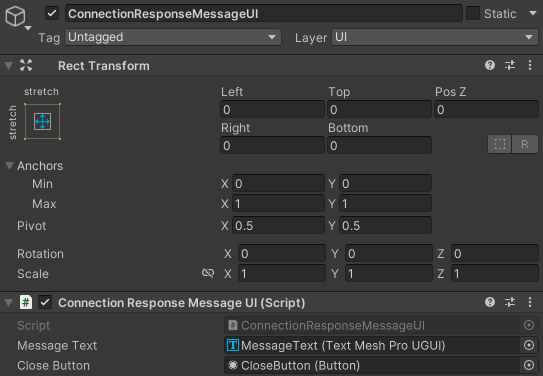 ConnectionResponseMessageUI Static
Tag Untagged Layer UI
Rect Transform
stretch Left Top Pos Z
stretch 0 0 0
Right Bottom
0 0 R
Anchors
Min X 0 Y 0
Max X 1 Y 1
Pivot X 0.5 Y 0.5
Rotation X 0 Y 0 Z 0
Scale X 1 Y 1 Z 1
# Connection Response Message UI (Script)
Script # ConnectionResponseMessageUI
Message Text T MessageText (Text Mesh Pro UGUI)
Close Button CloseButton (Button)